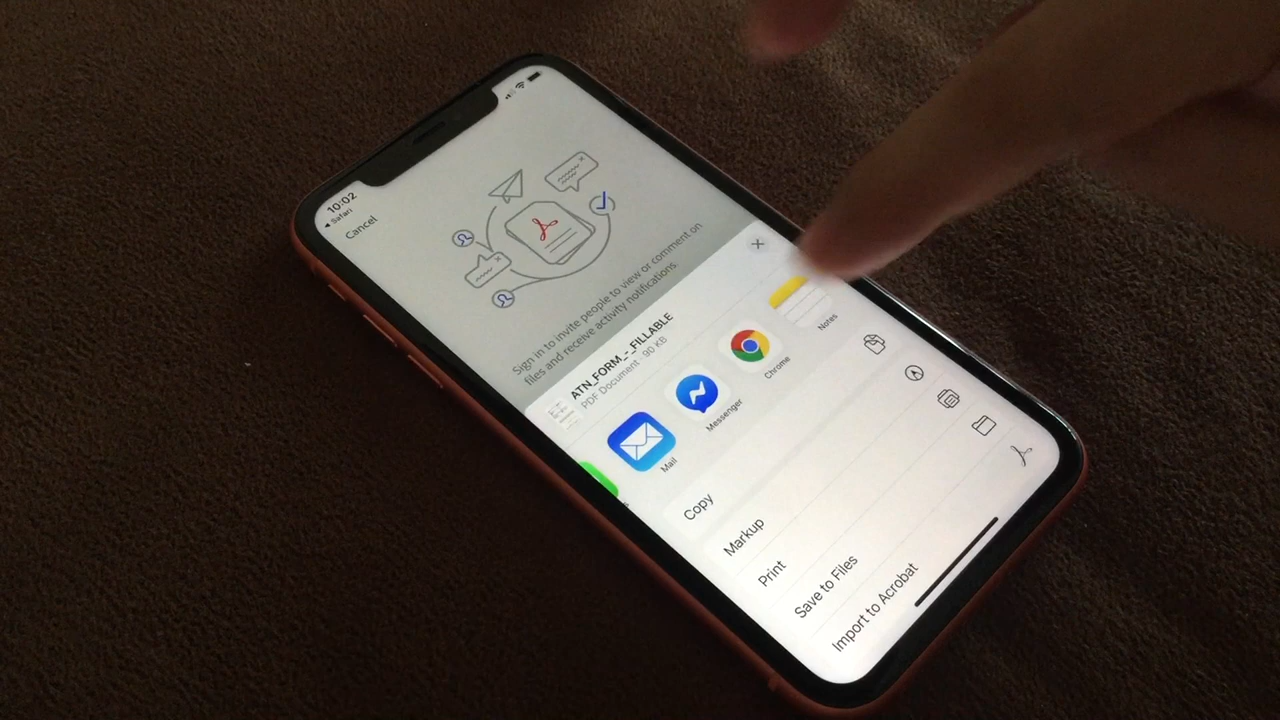 10:02
Safari
Cancel
Sign in to invite people to view or comment on
files and receive activity notifications.
ATN_FORM_-_FILLABLE
PDF Document · 90 KB
Mail
Messenger
Chrome
Notes
Copy
Markup
Print
Save to Files
Import to Acrobat